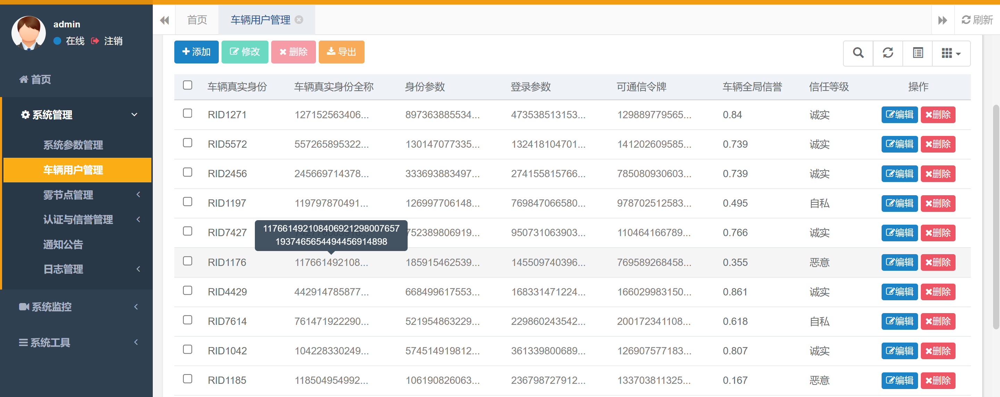 admin
在线 注销
首页
系统管理
系统参数管理
车辆用户管理
雾节点管理
认证与信誉管理
通知公告
日志管理
系统监控
系统工具
首页 车辆用户管理 刷新
添加 修改 删除 导出
车辆真实身份 车辆真实身份全称 身份参数 登录参数 可通信令牌 车辆全局信誉 信任等级 操作
RID1271 127152563406... 897363885534... 473538513153... 129889779565... 0.84 诚实 编辑 删除
RID5572 557265895322... 130147077335... 132418104701... 141202609585... 0.739 诚实 编辑 删除
RID2456 245669714378... 333693883497... 274155815766... 785080930603... 0.739 诚实 编辑 删除
RID1197 119797870491... 126997706148... 769847066580... 978702512583... 0.495 自私 编辑 删除
117661492108406921298007657
19374656544944569​14898
RID7427 752389806919... 950731063903... 110464166789... 0.766 诚实 编辑 删除
RID1176 117661492108... 185915462539... 145509740396... 769589268458... 0.355 恶意 编辑 删除
RID4429 442914785877... 668499617553... 168331471224... 166029983150... 0.861 诚实 编辑 删除
RID7614 761471922290... 521954863229... 229860243542... 200172341108... 0.618 自私 编辑 删除
RID1042 104228330249... 574514919812... 361339800689... 126907577183... 0.807 诚实 编辑 删除
RID1185 118504954992... 106190826063... 236798727912... 133703811325... 0.167 恶意 编辑 删除